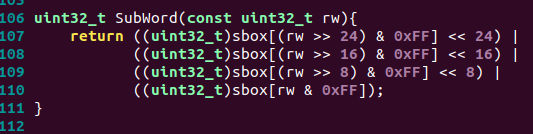 106 uint32_t SubWord(const uint32_t rw){
107     return ((uint32_t)sbox[(rw >> 24) & 0xFF] << 24) |
108            ((uint32_t)sbox[(rw >> 16) & 0xFF] << 16) |
109            ((uint32_t)sbox[(rw >> 8) & 0xFF] << 8) |
110            ((uint32_t)sbox[rw & 0xFF]);
111 }
112